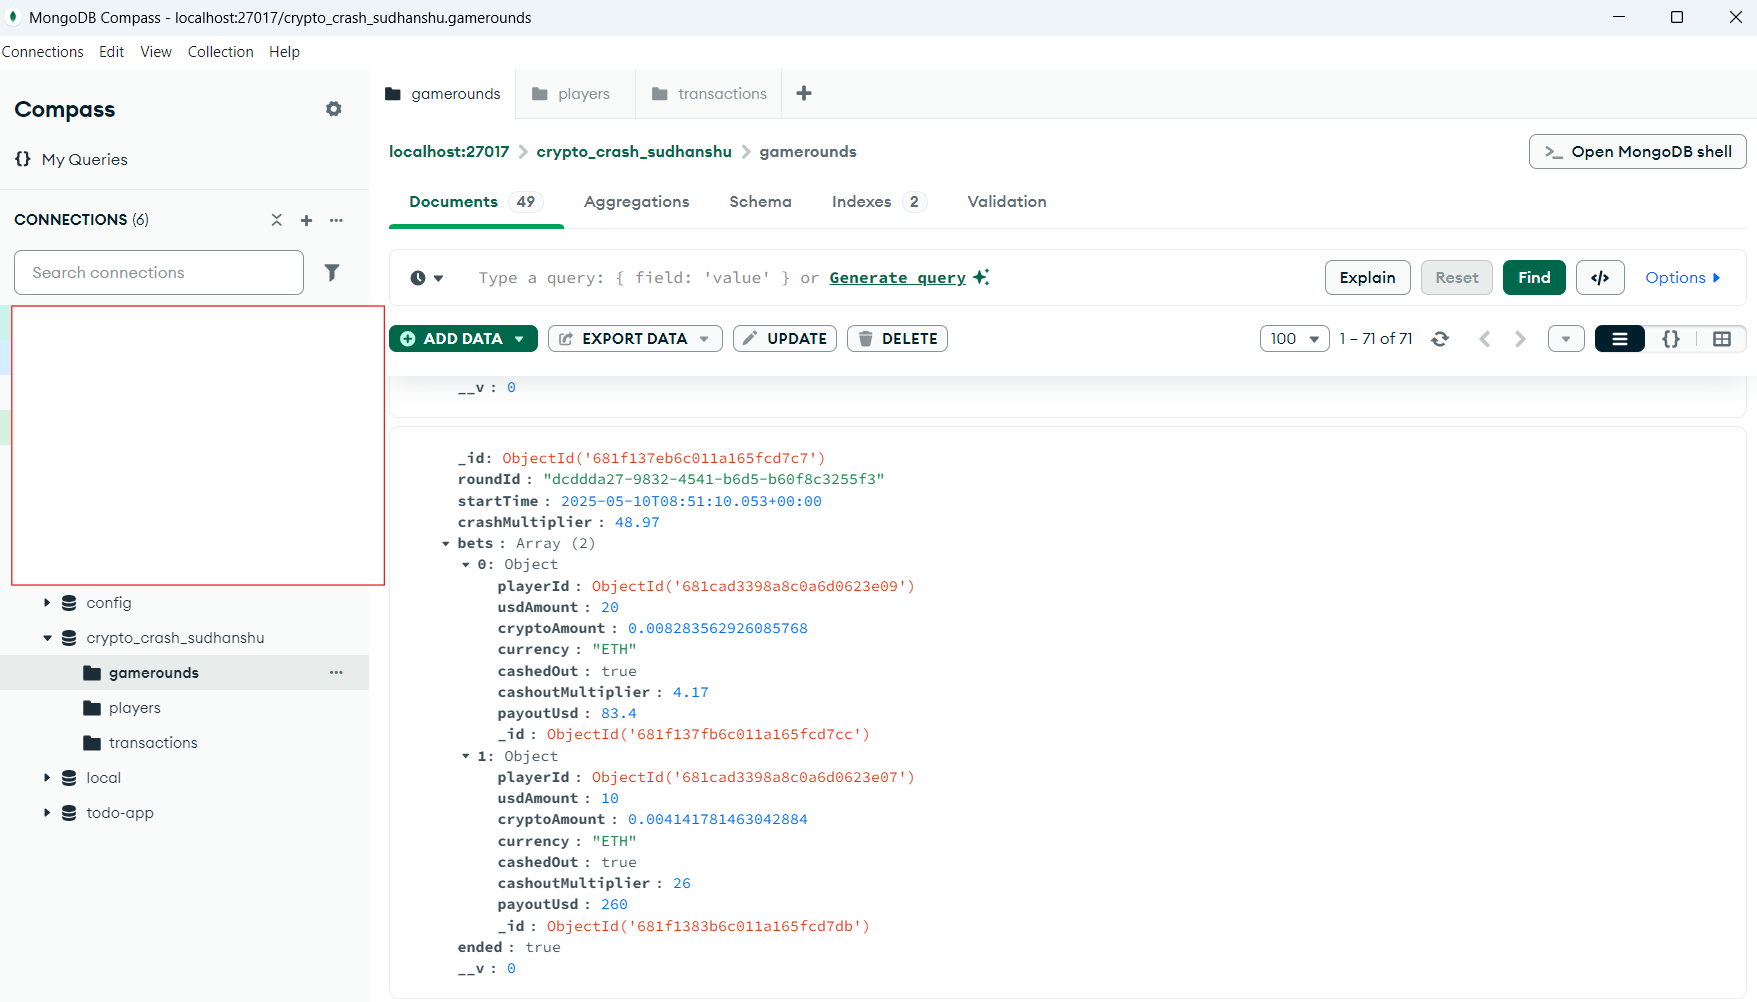 MongoDB Compass - localhost:27017/crypto_crash_sudhanshu.gamerounds
Connections Edit View Collection Help
Compass
{} My Queries
CONNECTIONS (6)
Search connections
config
crypto_crash_sudhanshu
gamerounds
players
transactions
local
todo-app
gamerounds players transactions
localhost:27017 > crypto_crash_sudhanshu > gamerounds
>_ Open MongoDB shell
Documents 49 Aggregations Schema Indexes 2 Validation
Type a query: { field: 'value' } or Generate query
Explain Reset Find </> Options
ADD DATA EXPORT DATA UPDATE DELETE
100 1 – 71 of 71 {}
__v : 0
_id: ObjectId('681f137eb6c011a165fcd7c7')
roundId : "dcddda27-9832-4541-b6d5-b60f8c3255f3"
startTime : 2025-05-10T08:51:10.053+00:00
crashMultiplier : 48.97
bets : Array (2)
0: Object
playerId : ObjectId('681cad3398a8c0a6d0623e09')
usdAmount : 20
cryptoAmount : 0.008283562926085768
currency : "ETH"
cashedOut : true
cashoutMultiplier : 4.17
payoutUsd : 83.4
_id : ObjectId('681f137fb6c011a165fcd7cc')
1: Object
playerId : ObjectId('681cad3398a8c0a6d0623e07')
usdAmount : 10
cryptoAmount : 0.004141781463042884
currency : "ETH"
cashedOut : true
cashoutMultiplier : 26
payoutUsd : 260
_id : ObjectId('681f1383b6c011a165fcd7db')
ended : true
__v : 0